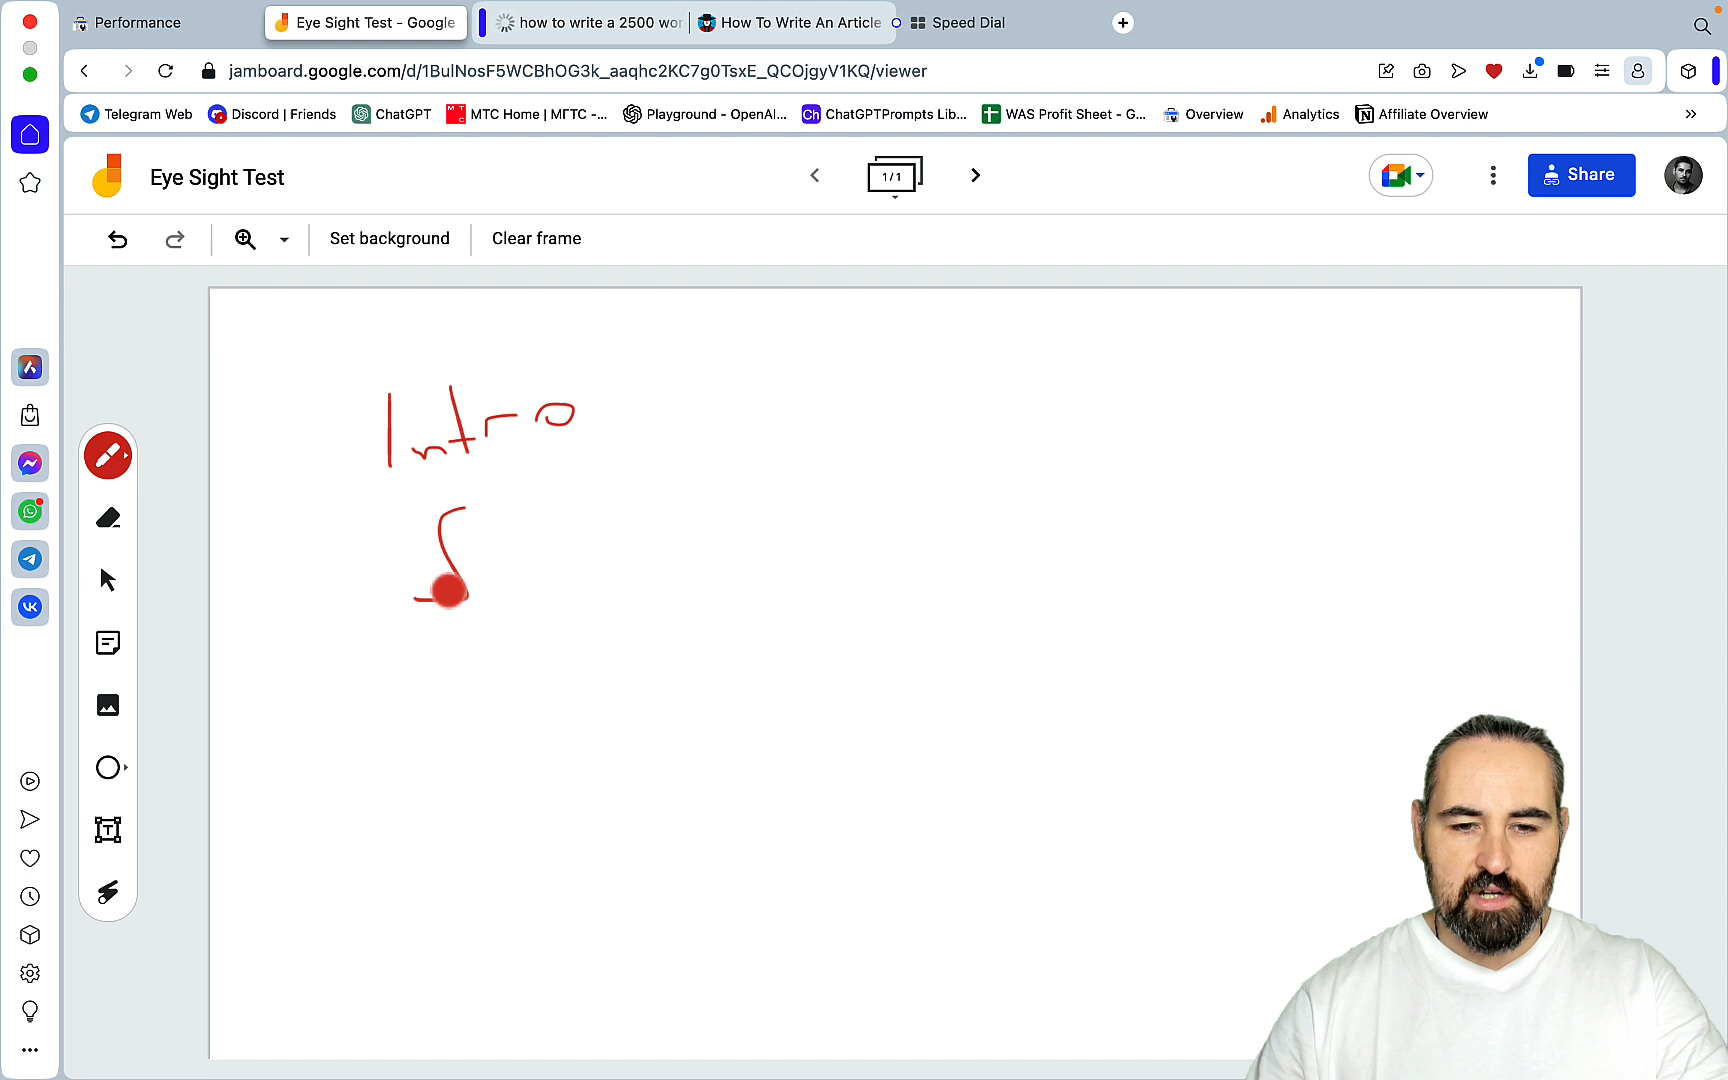 Performance
Eye Sight Test - Google
how to write a 2500 wor
How To Write An Article
Speed Dial
jamboard.google.com/d/1BulNosF5WCBhOG3k_aaqhc2KC7g0TsxE_QCOjgyV1KQ/viewer
Telegram Web
Discord | Friends
ChatGPT
MTC Home | МГТС -...
Playground - OpenAI...
Ch ChatGPTPrompts Lib...
WAS Profit Sheet - G...
Overview
Analytics
Affiliate Overview
Eye Sight Test
1/1
Share
Set background
Clear frame
Intro